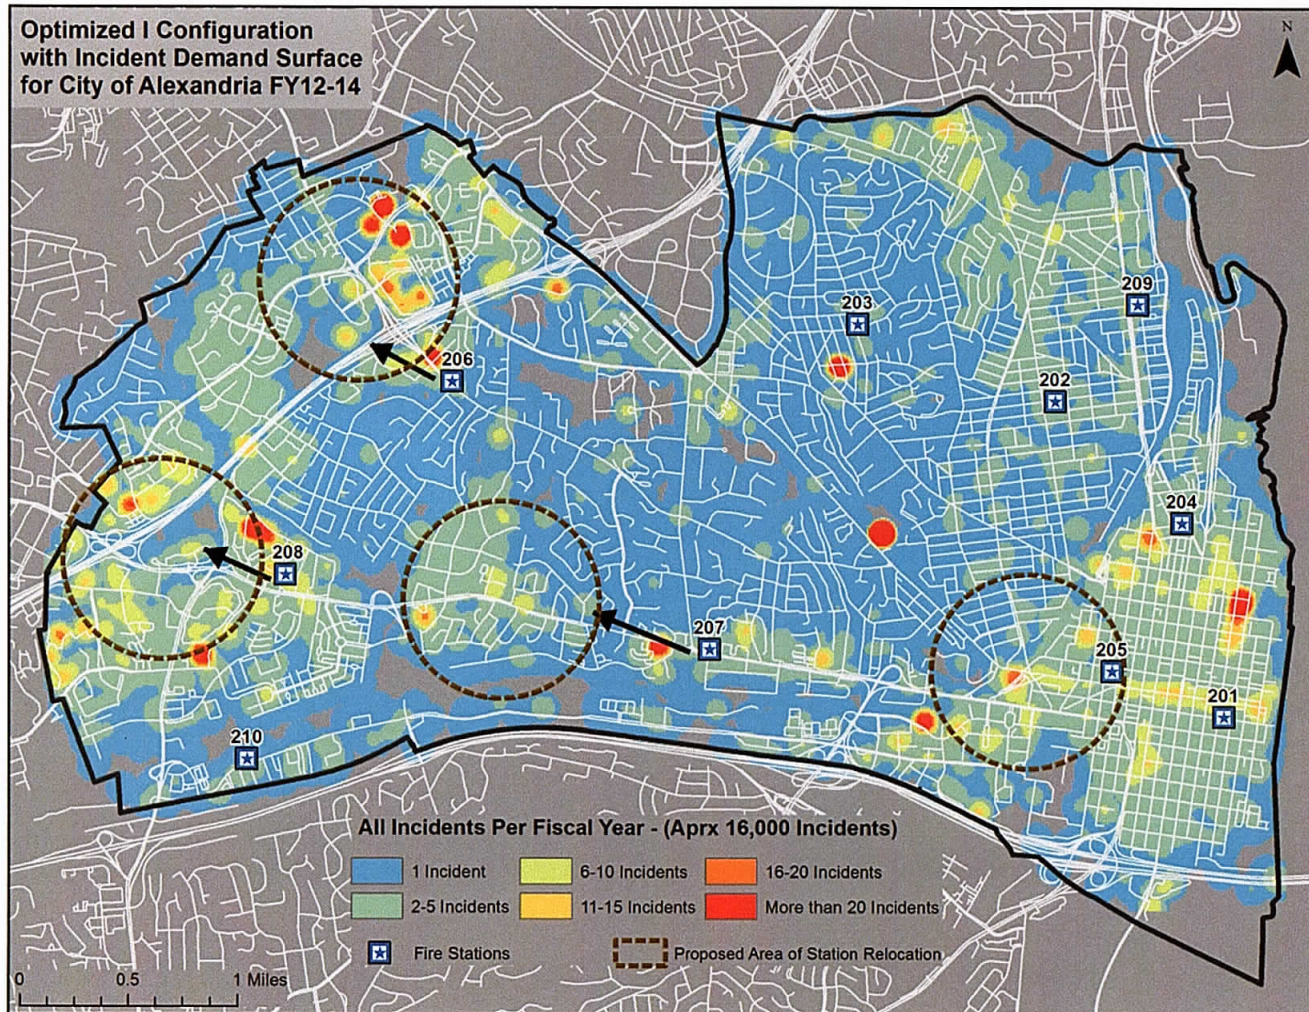 Optimized I Configuration
with Incident Demand Surface
for City of Alexandria FY12-14
N
203
209
206
202
204
208
207
205
201
210
All Incidents Per Fiscal Year - (Aprx 16,000 Incidents)
1 Incident
6-10 Incidents
16-20 Incidents
2-5 Incidents
11-15 Incidents
More than 20 Incidents
Fire Stations
Proposed Area of Station Relocation
0 0.5 1 Miles